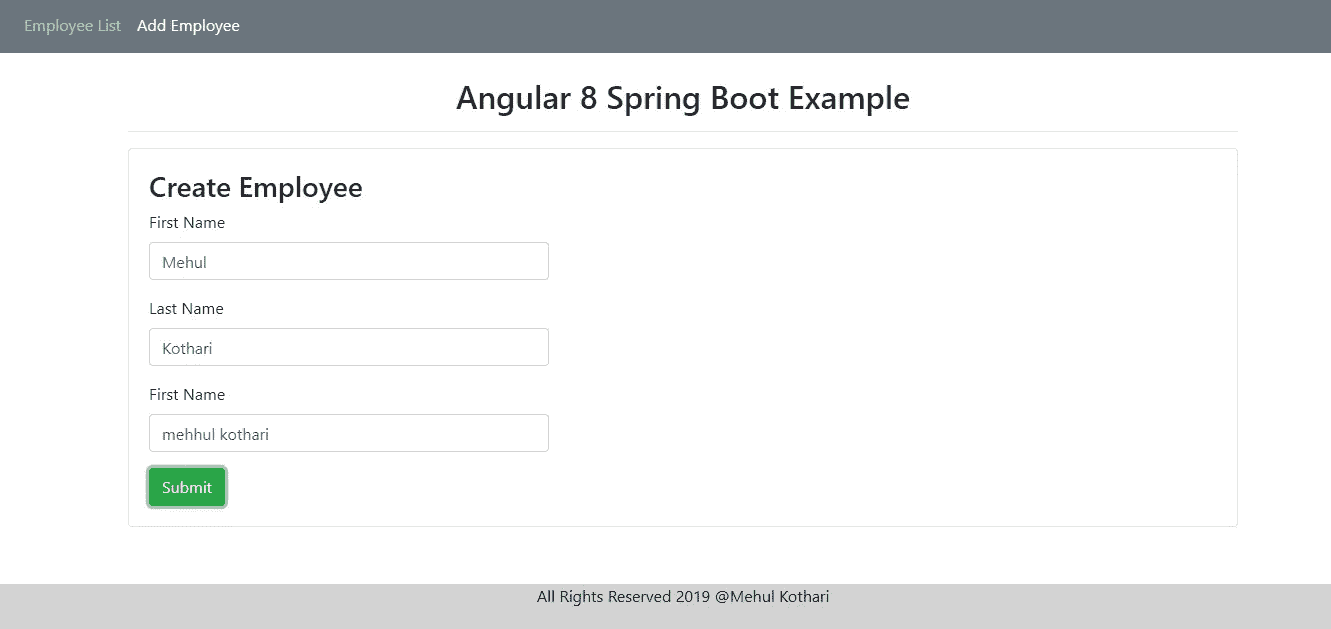 Employee List Add Employee
Angular 8 Spring Boot Example
Create Employee
First Name
Mehul
Last Name
Kothari
First Name
mehhul kothari
Submit
All Rights Reserved 2019 @Mehul Kothari